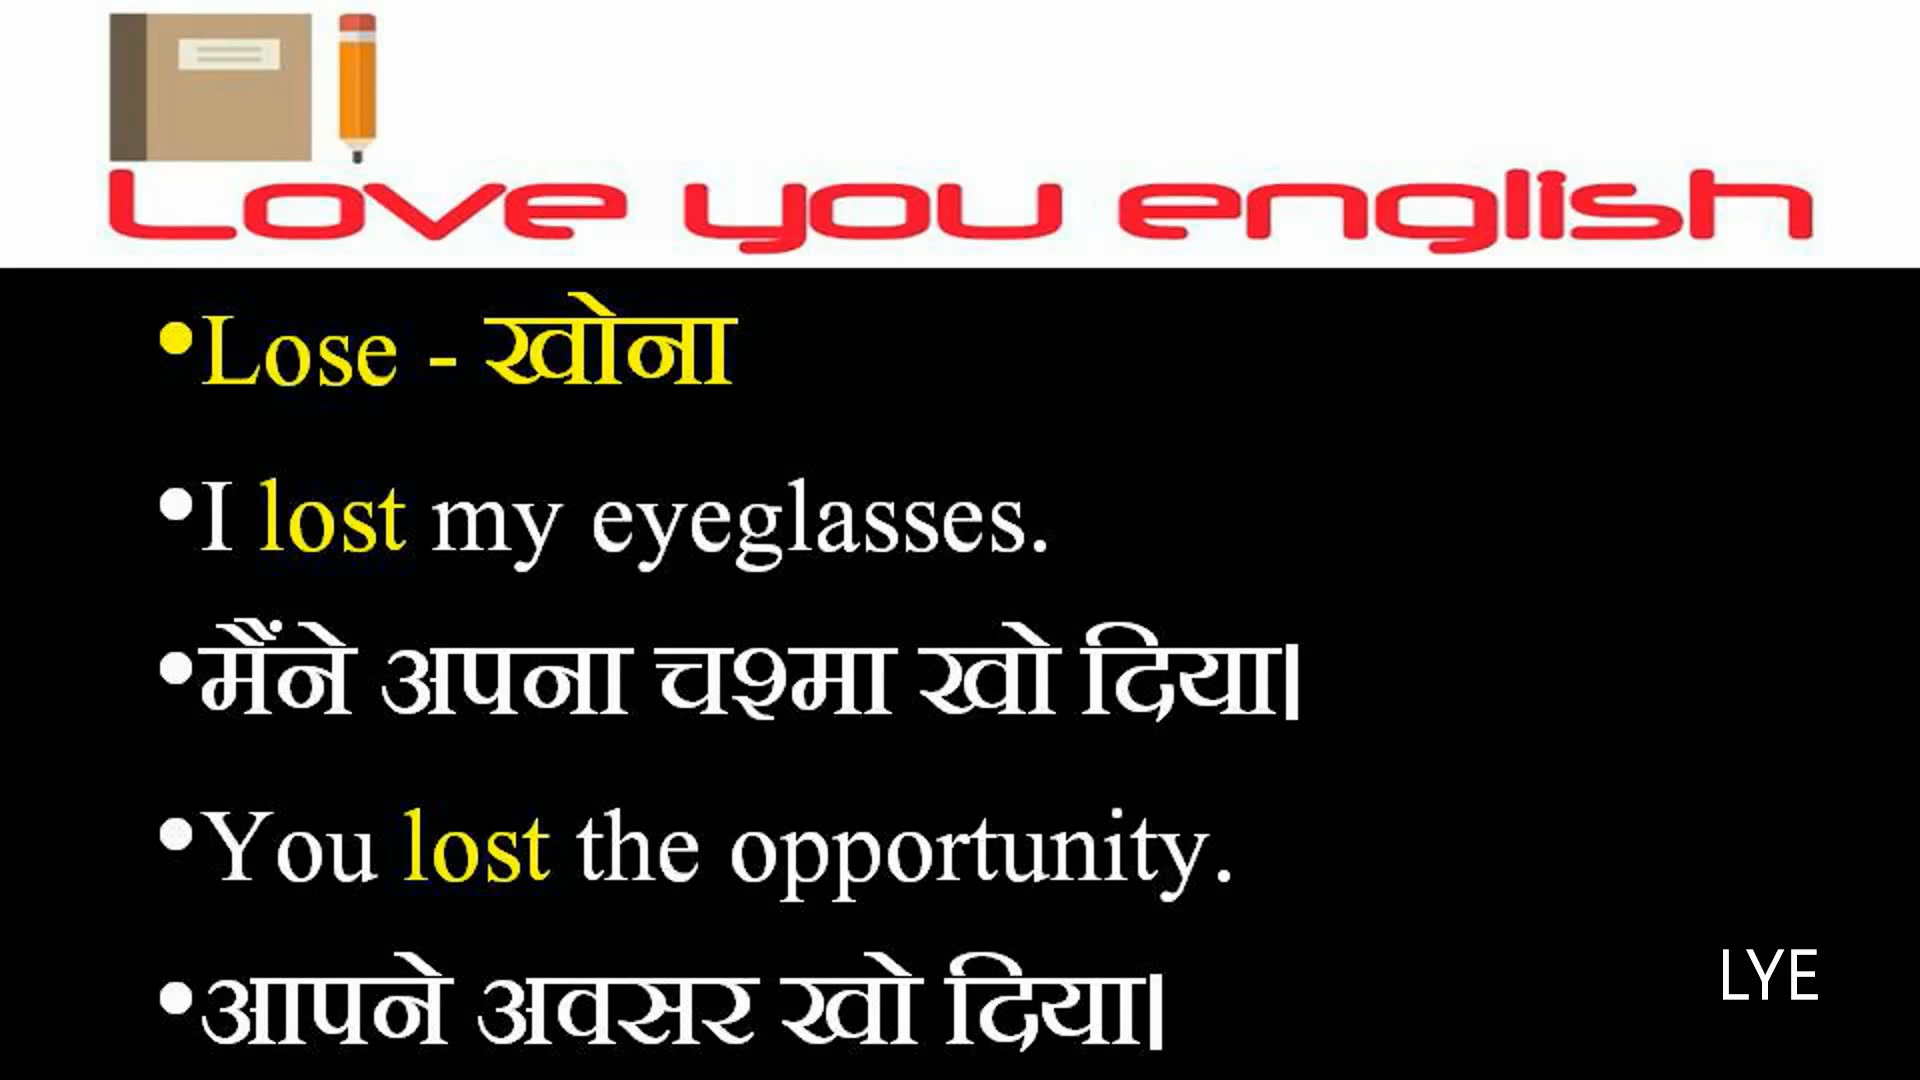 Love you english
•Lose - खोना
•I lost my eyeglasses.
•मैंने अपना चश्मा खो दिया।
•You lost the opportunity.
•आपने अवसर खो दिया।
LYE